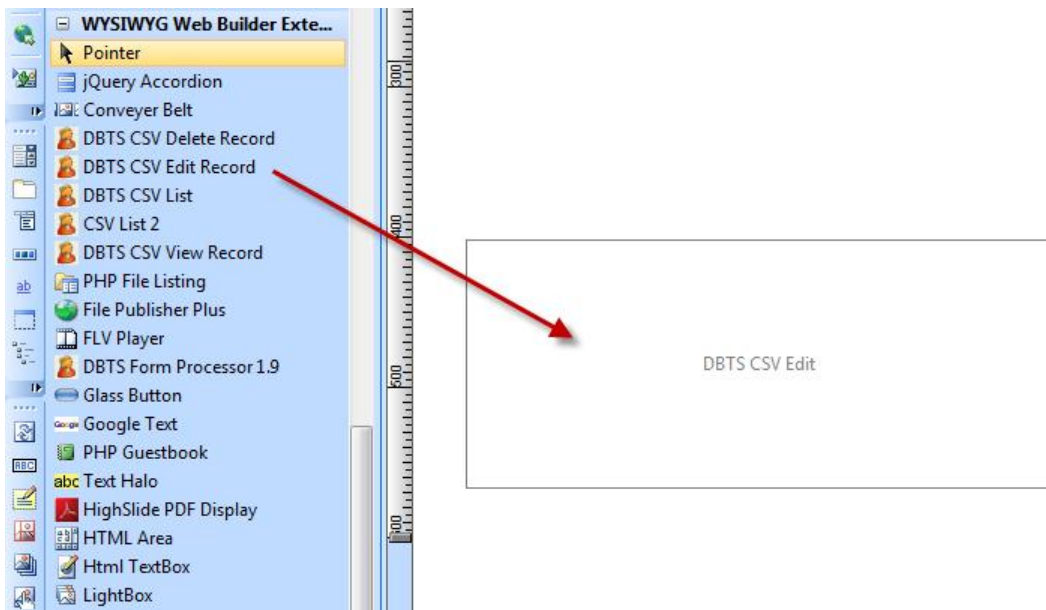 WYSIWYG Web Builder Exte...
Pointer
jQuery Accordion
Conveyer Belt
DBTS CSV Delete Record
DBTS CSV Edit Record
DBTS CSV List
CSV List 2
DBTS CSV View Record
PHP File Listing
File Publisher Plus
FLV Player
DBTS Form Processor 1.9
Glass Button
Google Text
PHP Guestbook
abc Text Halo
HighSlide PDF Display
HTML Area
Html TextBox
LightBox
ab
ABC
300
400
500
600
DBTS CSV Edit